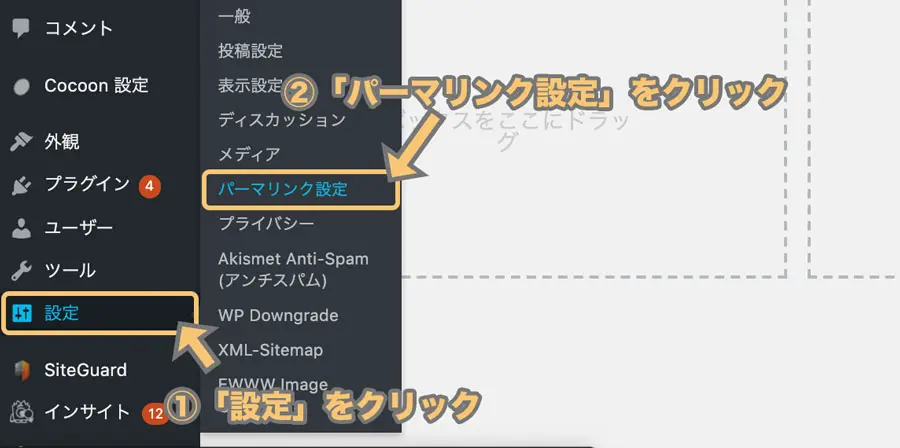 コメント
Cocoon 設定
外観
プラグイン 4
ユーザー
ツール
設定
SiteGuard
インサイト 12
一般
投稿設定
表示設定
ディスカッション
メディア
パーマリンク設定
プライバシー
Akismet Anti-Spam
(アンチスパム)
WP Downgrade
XML-Sitemap
EWWW Image
②「パーマリンク設定」をクリック
ボックスをここにドラッ
グ
①「設定」をクリック